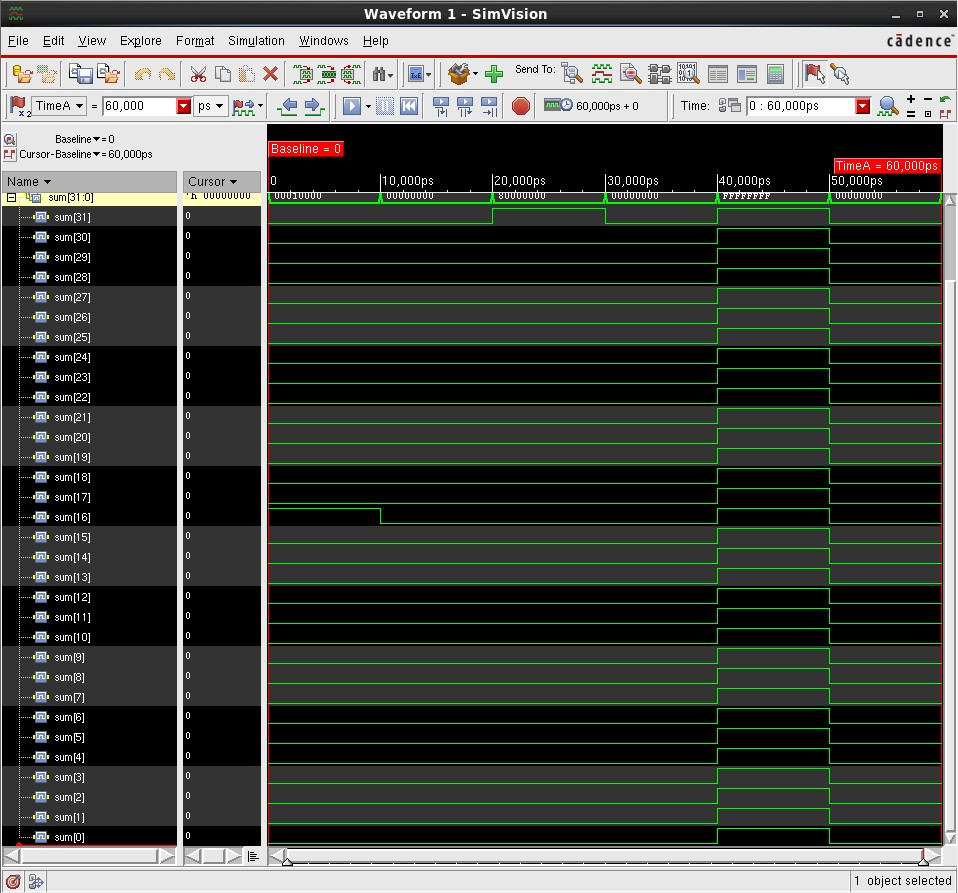 Waveform 1 - SimVision
File Edit View Explore Format Simulation Windows Help
cādence™
Send To:
x2 TimeA = 60,000 ps 60,000ps + 0 Time: 0 : 60,000ps
Baseline = 0
Cursor-Baseline = 60,000ps
Baseline = 0
TimeA = 60,000ps
Name Cursor 0 10,000ps 20,000ps 30,000ps 40,000ps 50,000ps
sum[31:0] 'h 00000000 00010000 00000000 80000000 00000000 FFFFFFFF 00000000
sum[31] 0
sum[30] 0
sum[29] 0
sum[28] 0
sum[27] 0
sum[26] 0
sum[25] 0
sum[24] 0
sum[23] 0
sum[22] 0
sum[21] 0
sum[20] 0
sum[19] 0
sum[18] 0
sum[17] 0
sum[16] 0
sum[15] 0
sum[14] 0
sum[13] 0
sum[12] 0
sum[11] 0
sum[10] 0
sum[9] 0
sum[8] 0
sum[7] 0
sum[6] 0
sum[5] 0
sum[4] 0
sum[3] 0
sum[2] 0
sum[1] 0
sum[0] 0
1 object selected